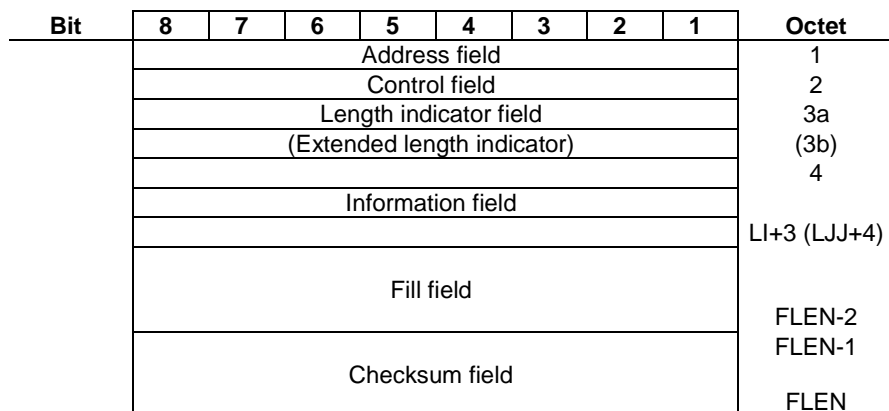 Bit 8 7 6 5 4 3 2 1 Octet
Address field 1
Control field 2
Length indicator field 3a
(Extended length indicator) (3b)
4
Information field
LI+3 (LJJ+4)
Fill field
FLEN-2
FLEN-1
Checksum field
FLEN